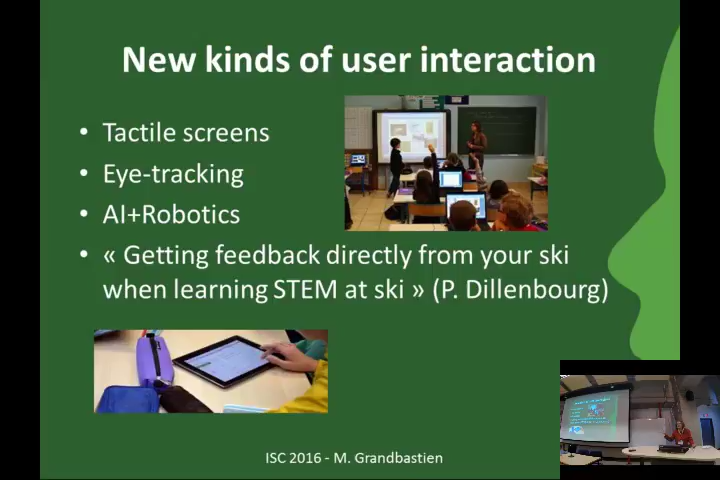 New kinds of user interaction
• Tactile screens
• Eye-tracking
• AI+Robotics
• « Getting feedback directly from your ski
when learning STEM at ski » (P. Dillenbourg)
ISC 2016 - M. Grandbastien